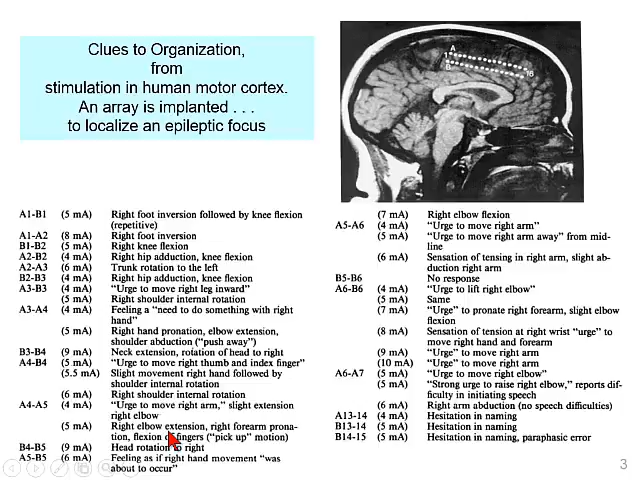 Clues to Organization,
from
stimulation in human motor cortex.
An array is implanted . . .
to localize an epileptic focus
A
1
B
16
A1-B1 (5 mA) Right foot inversion followed by knee flexion
(repetitive)
A1-A2 (8 mA) Right foot inversion
B1-B2 (5 mA) Right knee flexion
A2-B2 (4 mA) Right hip adduction, knee flexion
A2-A3 (6 mA) Trunk rotation to the left
B2-B3 (4 mA) Right hip adduction, knee flexion
A3-B3 (4 mA) "Urge to move right leg inward"
(5 mA) Right shoulder internal rotation
A3-A4 (4 mA) Feeling a "need to do something with right
hand"
(5 mA) Right hand pronation, elbow extension,
shoulder abduction ("push away")
B3-B4 (9 mA) Neck extension, rotation of head to right
A4-B4 (5 mA) "Urge to move right thumb and index finger"
(5.5 mA) Slight movement right hand followed by
shoulder internal rotation
(6 mA) Right shoulder internal rotation
A4-A5 (4 mA) "Urge to move right arm," slight extension
right elbow
(5 mA) Right elbow extension, right forearm prona-
tion, flexion of fingers ("pick up" motion)
B4-B5 (9 mA) Head rotation to right
A5-B5 (6 mA) Feeling as if right hand movement "was
about to occur"
(7 mA) Right elbow flexion
A5-A6 (4 mA) "Urge to move right arm"
(5 mA) "Urge to move right arm away" from mid-
line
(6 mA) Sensation of tensing in right arm, slight ab-
duction right arm
B5-B6 No response
A6-B6 (4 mA) "Urge to lift right elbow"
(5 mA) Same
(7 mA) "Urge" to pronate right forearm, slight elbow
flexion
(8 mA) Sensation of tension at right wrist "urge" to
move right hand and forearm
(9 mA) "Urge" to move right arm
(10 mA) "Urge" to move right arm
A6-A7 (5 mA) "Urge to move right elbow"
(5 mA) "Strong urge to raise right elbow," reports dif-
ficulty in initiating speech
(6 mA) Right arm abduction (no speech difficulties)
A13-14 (4 mA) Hesitation in naming
B13-14 (5 mA) Hesitation in naming
B14-15 (5 mA) Hesitation in naming, paraphasic error
3